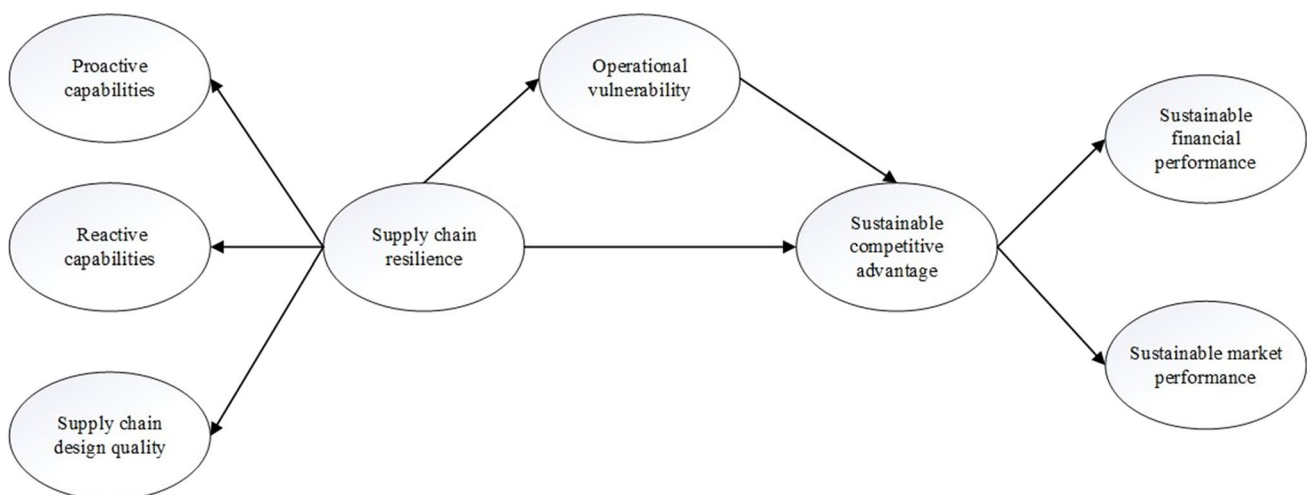 Proactive
capabilities
Operational
vulnerability
Sustainable
financial
performance
Reactive
capabilities
Supply chain
resilience
Sustainable
competitive
advantage
Sustainable market
performance
Supply chain
design quality